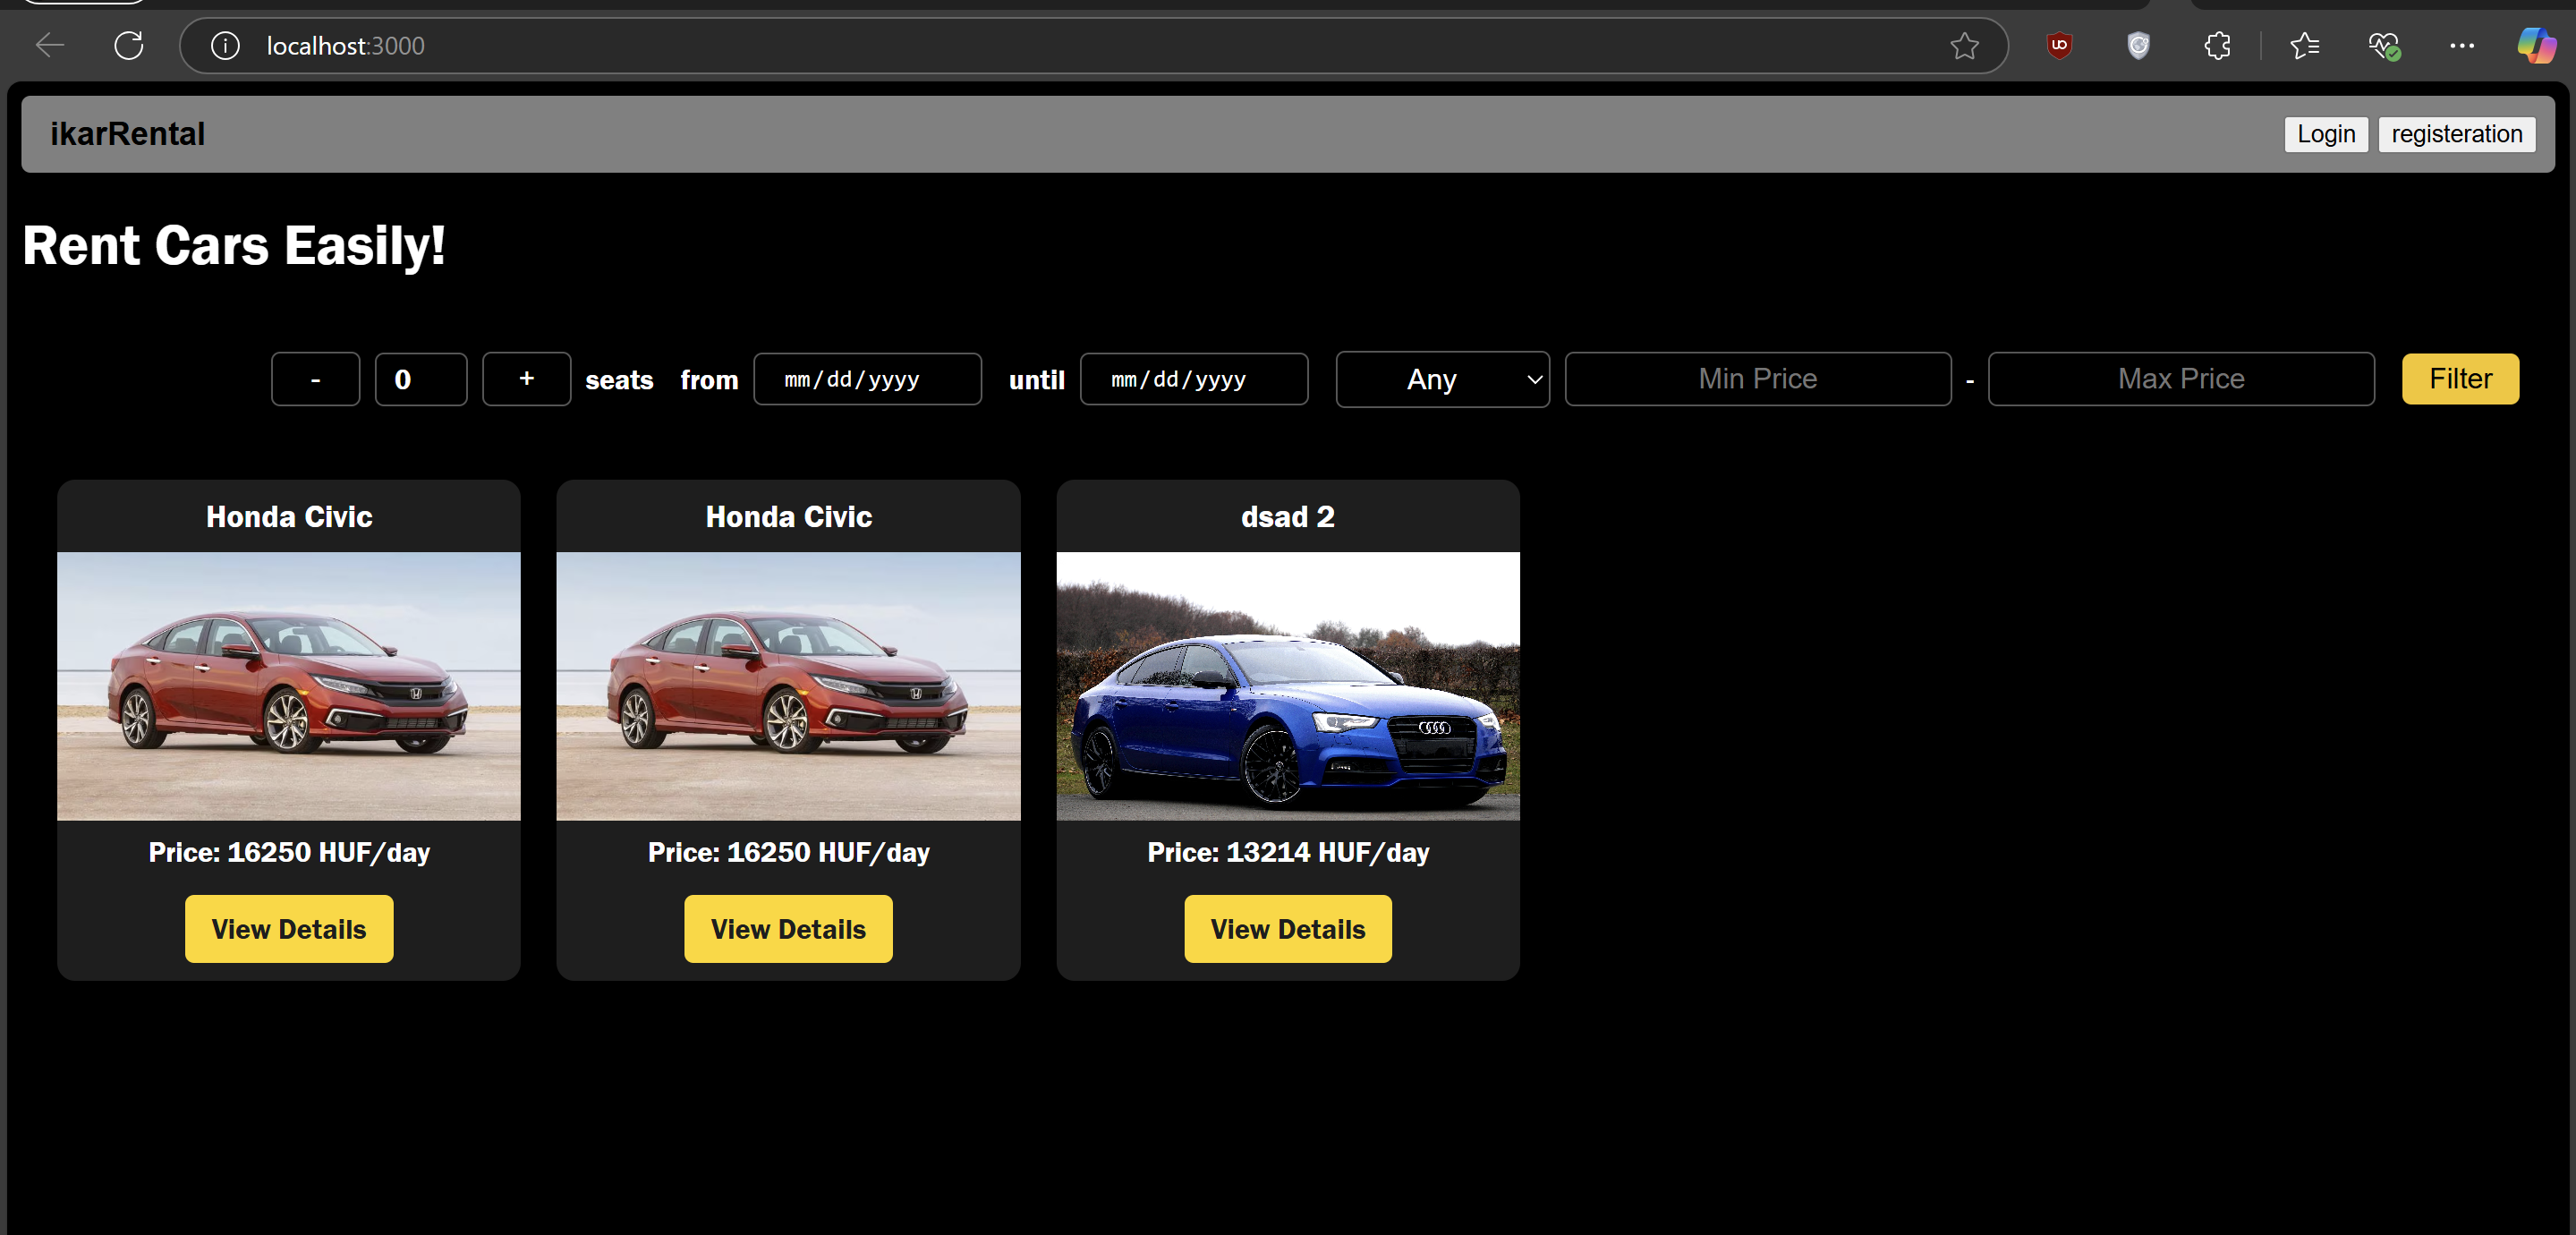 localhost:3000
ikarRental Login registeration
Rent Cars Easily!
- 0 + seats from mm/dd/yyyy until mm/dd/yyyy Any Min Price - Max Price Filter
Honda Civic Honda Civic dsad 2
Price: 16250 HUF/day Price: 16250 HUF/day Price: 13214 HUF/day
View Details View Details View Details